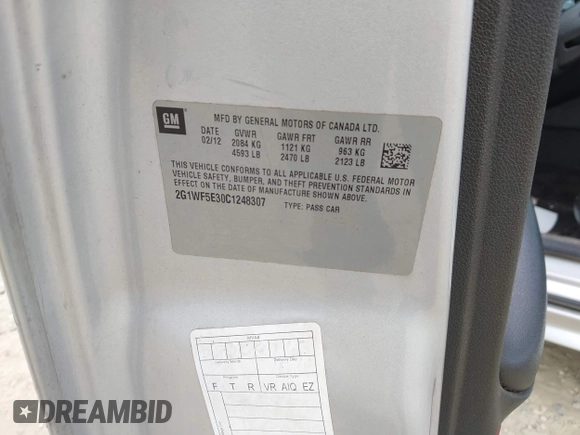 GM
MFD BY GENERAL MOTORS OF CANADA LTD.
DATE GVWR GAWR FRT GAWR RR
02/12 2084 KG 1121 KG 963 KG
4593 LB 2470 LB 2123 LB
THIS VEHICLE CONFORMS TO ALL APPLICABLE U.S. FEDERAL MOTOR
VEHICLE SAFETY, BUMPER, AND THEFT PREVENTION STANDARDS IN
EFFECT ON THE DATE OF MANUFACTURE SHOWN ABOVE.
2G1WF5E30C1248307 TYPE: PASS CAR
F T R VR AIQ EZ
DREAMBID